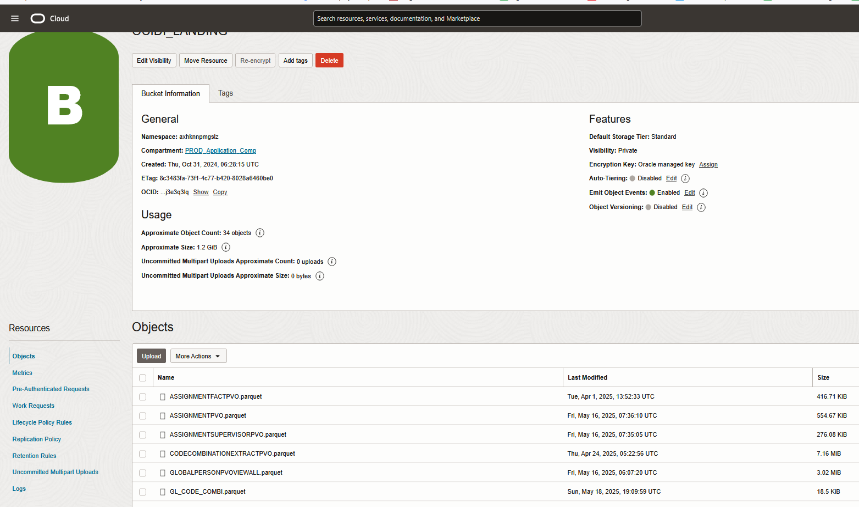 Cloud
Search resources, services, documentation, and Marketplace
OCIDI_LANDING
B
Edit Visibility
Move Resource
Re-encrypt
Add tags
Delete
Bucket Information
Tags
General
Namespace: axhknnpmgslz
Compartment: PROD_Application_Comp
Created: Thu, Oct 31, 2024, 06:26:15 UTC
OCID: ...j3e3q3lq Show Copy
Usage
Approximate Object Count: 34 objects
Approximate Size: 1.2 GiB
Uncommitted Multipart Uploads Approximate Count: 0 uploads
Uncommitted Multipart Uploads Approximate Size: 0 bytes
Features
Default Storage Tier: Standard
Visibility: Private
Encryption Key: Oracle managed key Assign
Auto-Tiering: Disabled Edit
Emit Object Events: Enabled Edit
Object Versioning: Disabled Edit
Resources
Objects
Metrics
Pre-Authenticated Requests
Work Requests
Lifecycle Policy Rules
Replication Policy
Retention Rules
Uncommitted Multipart Uploads
Logs
Objects
Upload
More Actions
Name Last Modified Size
ASSIGNMENTFACTPVO.parquet Tue, Apr 1, 2025, 13:52:33 UTC 416.71 KiB
ASSIGNMENTPVO.parquet Fri, May 16, 2025, 07:36:10 UTC 554.67 KiB
ASSIGNMENTSUPERVISORPVO.parquet Fri, May 16, 2025, 07:35:05 UTC 276.08 KiB
CODECOMBINATIONEXTRACTPVO.parquet Thu, Apr 24, 2025, 05:22:56 UTC 7.16 MiB
GLOBALPERSONPVOVIEWALL.parquet Fri, May 16, 2025, 06:07:20 UTC 3.02 MiB
GL_CODE_COMBI.parquet Sun, May 18, 2025, 19:09:59 UTC 18.5 KiB